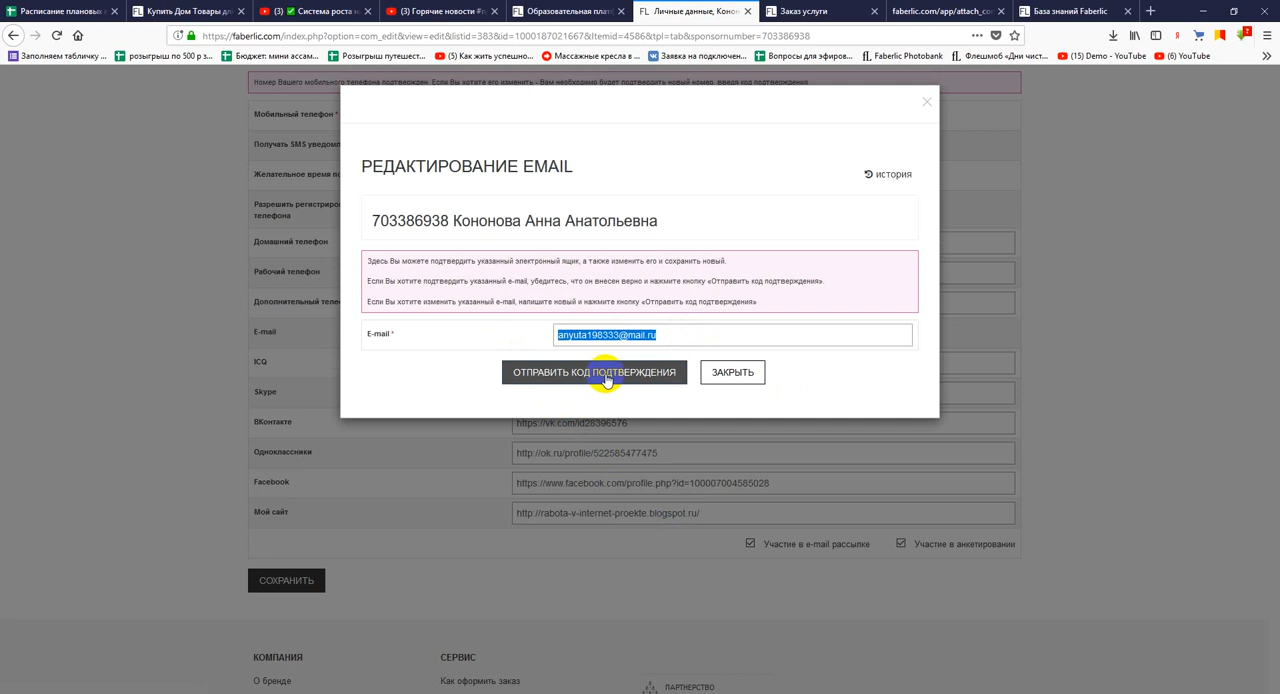 Расписание плановых
Купить Дом Товары для
(3) ✅ Система роста н
(3) Горячие новости #п
Образовательная плат
Личные данные, Конон
Заказ услуги
faberlic.com/app/attach_co
База знаний Faberlic
https://faberlic.com/index.php?option=com_edit&view=edit&listid=383&id=1000187021667&Itemid=4586&tpl=tab&sponsornumber=703386938
Заполняем табличку ...
розыгрыш по 500 р з...
Бюджет: мини ассам...
Розыгрыш путешест...
(5) Как жить успешно...
Массажные кресла в ...
Заявка на подключен...
Вопросы для эфиров...
Faberlic Photobank
Флешмоб «Дни чист...
(15) Demo - YouTube
(6) YouTube
Номер Вашего мобильного телефона подтвержден. Если Вы хотите его изменить - Вам необходимо будет подтвердить новый номер, введя код подтверждения
Мобильный телефон *
Получать SMS уведомл
Желательное время по
Разрешить регистриров
телефона
Домашний телефон
Рабочий телефон
Дополнительный теле
E-mail
ICQ
Skype
РЕДАКТИРОВАНИЕ EMAIL
история
703386938 Кононова Анна Анатольевна
Здесь Вы можете подтвердить указанный электронный ящик, а также изменить его и сохранить новый.
Если Вы хотите подтвердить указанный e-mail, убедитесь, что он внесен верно и нажмите кнопку «Отправить код подтверждения».
Если Вы хотите изменить указанный e-mail, напишите новый и нажмите кнопку «Отправить код подтверждения»
E-mail * anyuta198333@mail.ru
ОТПРАВИТЬ КОД ПОДТВЕРЖДЕНИЯ ЗАКРЫТЬ
ВКонтакте https://vk.com/id28396576
Одноклассники http://ok.ru/profile/522585477475
Facebook https://www.facebook.com/profile.php?id=100007004585028
Мой сайт http://rabota-v-internet-proekte.blogspot.ru/
Участие в e-mail рассылке Участие в анкетировании
СОХРАНИТЬ
КОМПАНИЯ СЕРВИС
О бренде Как оформить заказ
ПАРТНЕРСТВО